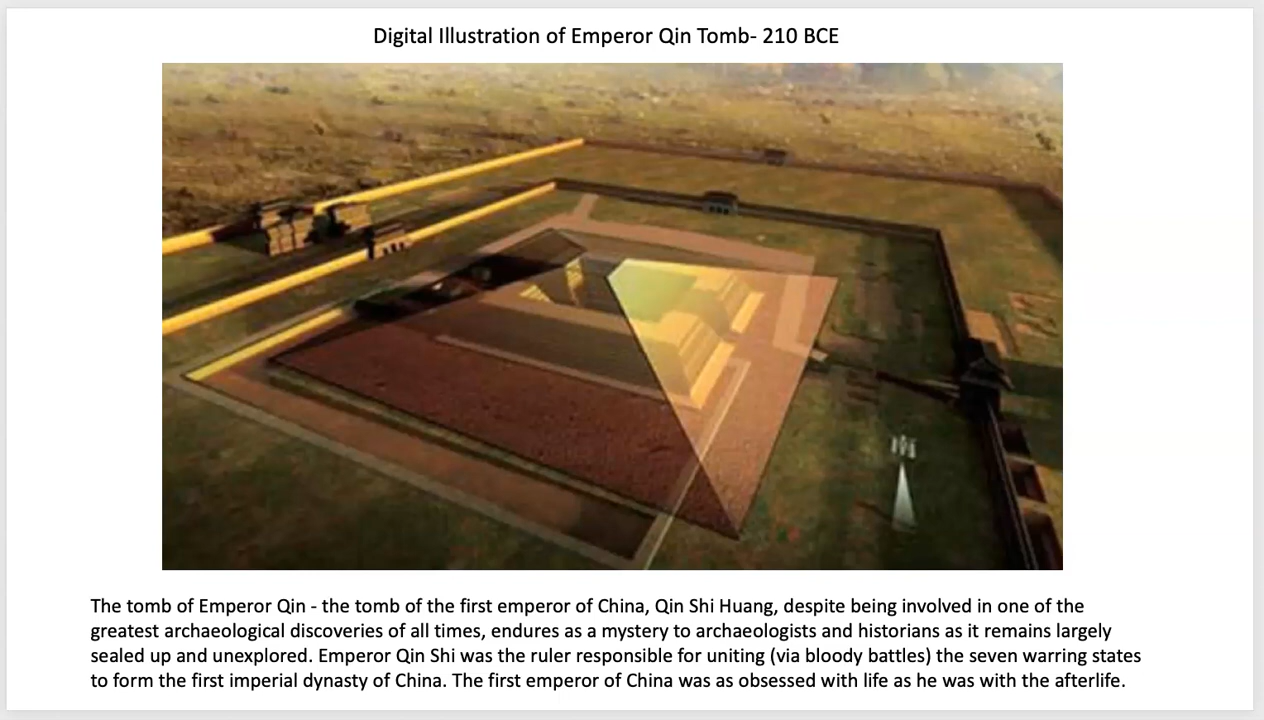 Digital Illustration of Emperor Qin Tomb- 210 BCE
The tomb of Emperor Qin - the tomb of the first emperor of China, Qin Shi Huang, despite being involved in one of the
greatest archaeological discoveries of all times, endures as a mystery to archaeologists and historians as it remains largely
sealed up and unexplored. Emperor Qin Shi was the ruler responsible for uniting (via bloody battles) the seven warring states
to form the first imperial dynasty of China. The first emperor of China was as obsessed with life as he was with the afterlife.